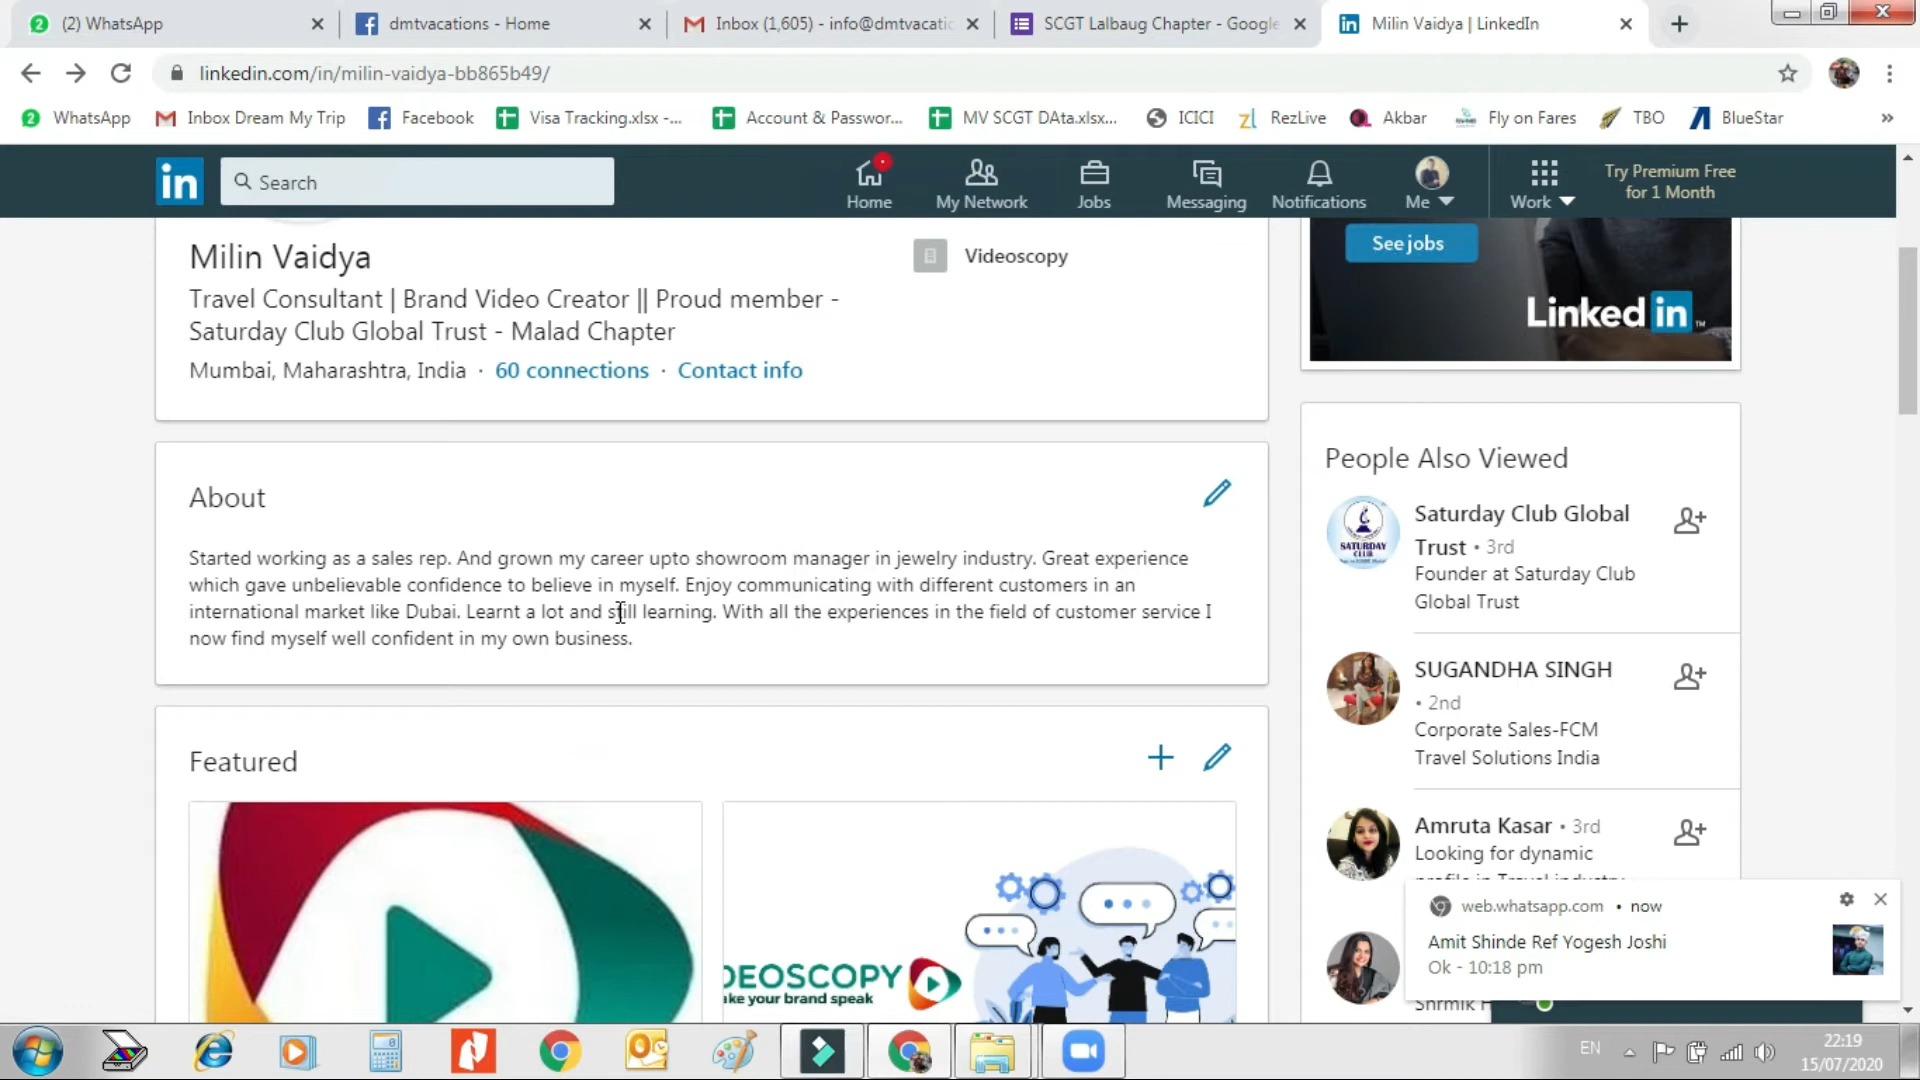 (2) WhatsApp
dmtvacations - Home
Inbox (1,605) - info@dmtvacatic
SCGT Lalbaug Chapter - Google
Milin Vaidya | LinkedIn
linkedin.com/in/milin-vaidya-bb865b49/
WhatsApp
Inbox Dream My Trip
Facebook
Visa Tracking.xlsx -...
Account & Passwor...
MV SCGT DAta.xlsx...
ICICI
RezLive
Akbar
Fly on Fares
TBO
BlueStar
in
Search
Home
My Network
Jobs
Messaging
Notifications
Me
Work
Try Premium Free
for 1 Month
Milin Vaidya
Videoscopy
Travel Consultant | Brand Video Creator || Proud member -
Saturday Club Global Trust - Malad Chapter
Mumbai, Maharashtra, India · 60 connections · Contact info
See jobs
Linked in
About
Started working as a sales rep. And grown my career upto showroom manager in jewelry industry. Great experience
which gave unbelievable confidence to believe in myself. Enjoy communicating with different customers in an
international market like Dubai. Learnt a lot and still learning. With all the experiences in the field of customer service I
now find myself well confident in my own business.
Featured
DEOSCOPY
ake your brand speak
People Also Viewed
Saturday Club Global
Trust • 3rd
Founder at Saturday Club
Global Trust
SATURDAY
CLUB
SUGANDHA SINGH
• 2nd
Corporate Sales-FCM
Travel Solutions India
Amruta Kasar • 3rd
Looking for dynamic
profile in Travel industry
web.whatsapp.com • now
Amit Shinde Ref Yogesh Joshi
Ok - 10:18 pm
EN
22:19
15/07/2020